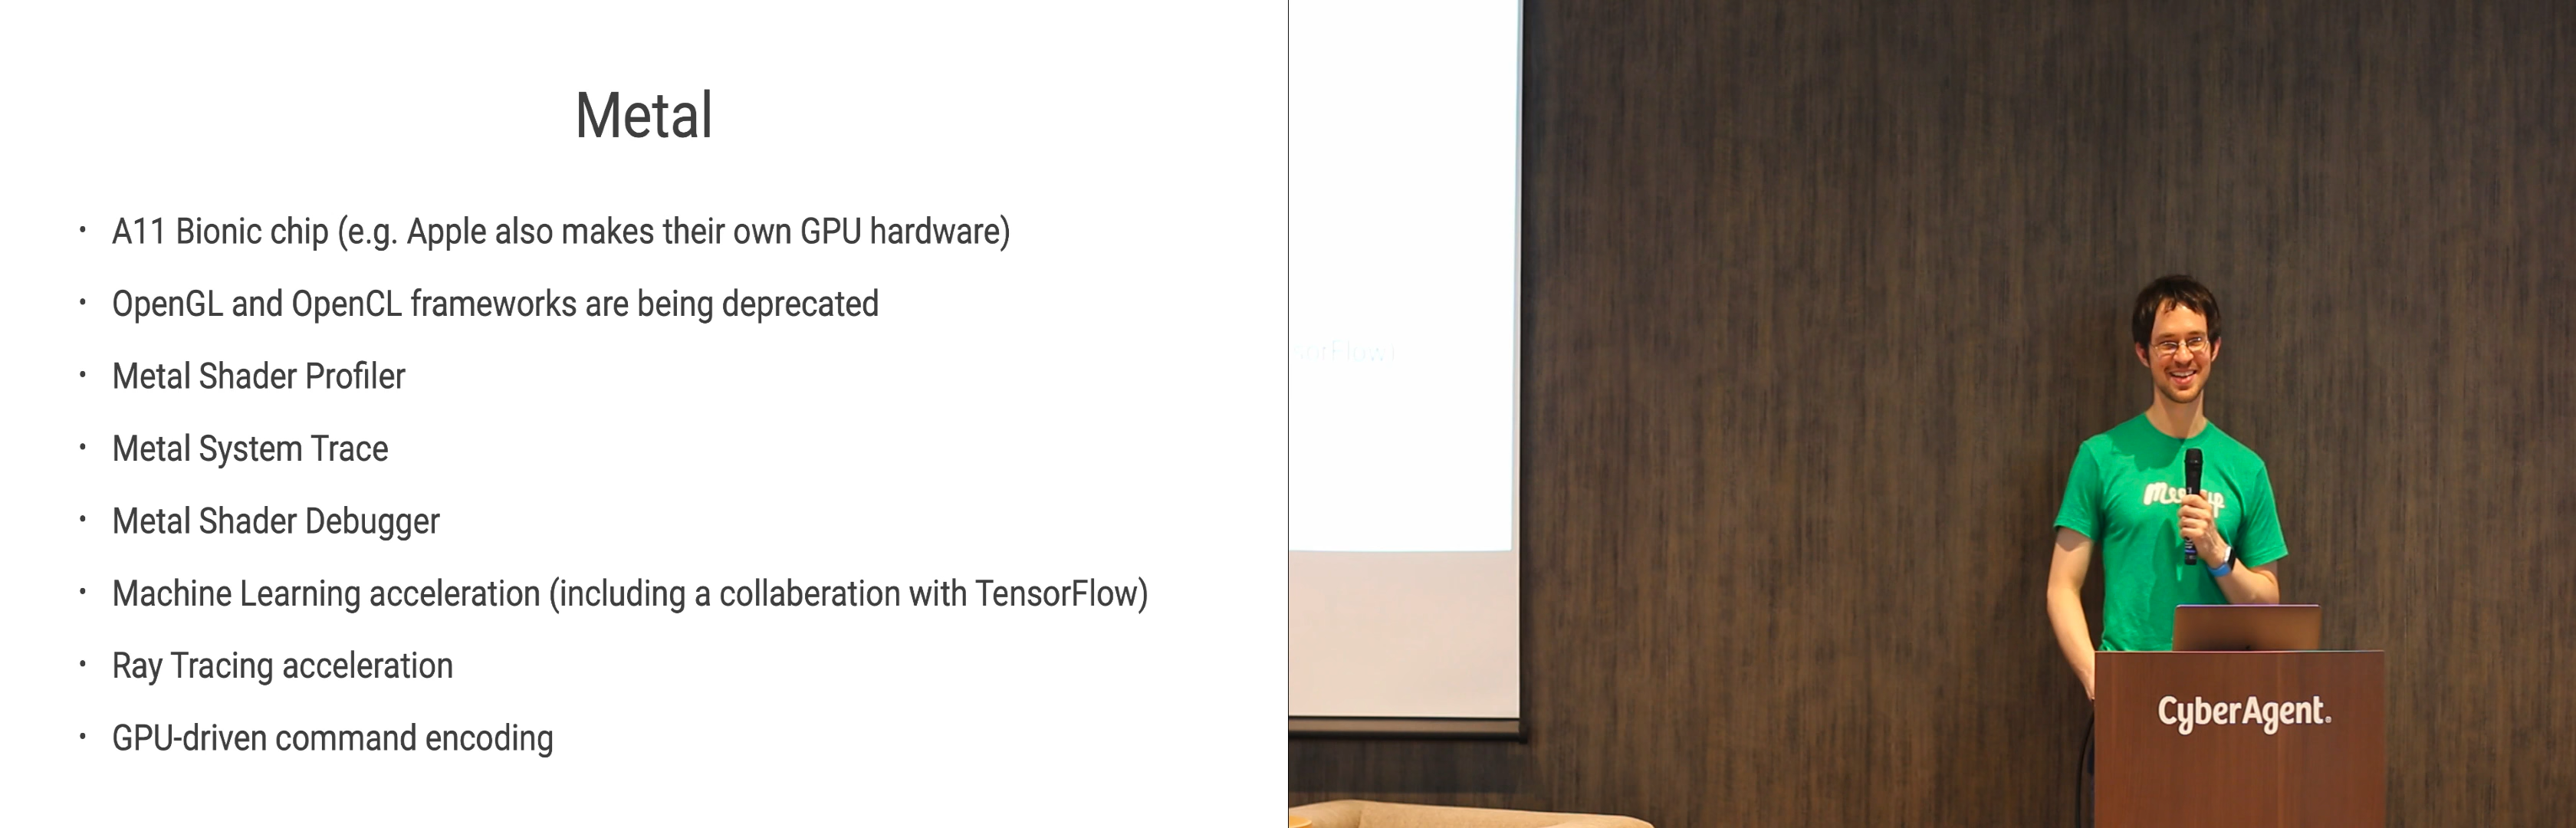 Metal
· A11 Bionic chip (e.g. Apple also makes their own GPU hardware)
· OpenGL and OpenCL frameworks are being deprecated
· Metal Shader Profiler
· Metal System Trace
· Metal Shader Debugger
· Machine Learning acceleration (including a collaberation with TensorFlow)
· Ray Tracing acceleration
· GPU-driven command encoding
sorFlow)
CyberAgent.